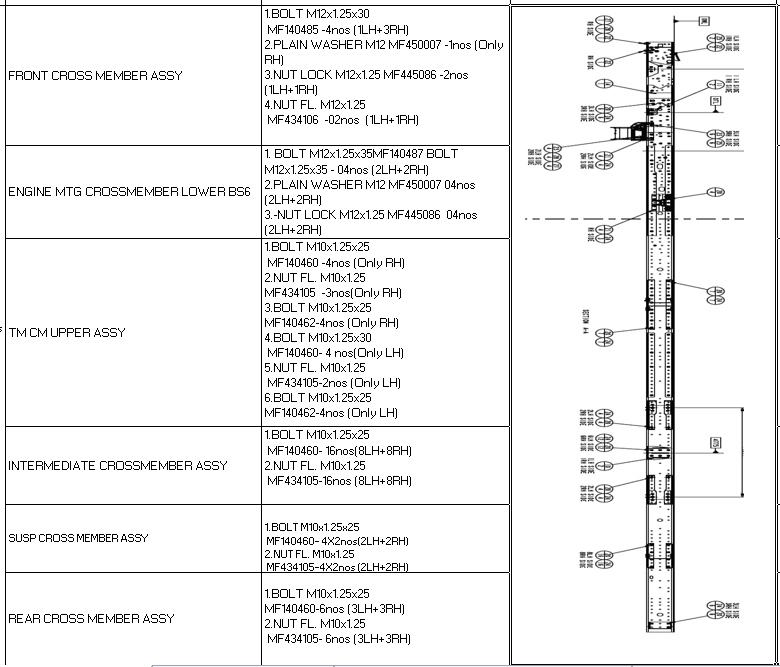 FRONT CROSS MEMBER ASSY
1.BOLT M12x1.25x30
MF140485 -4nos (1LH+3RH)
2.PLAIN WASHER M12 MF450007 -1nos (Only
RH)
3.NUT LOCK M12x1.25 MF445086 -2nos
(1LH+1RH)
4.NUT FL. M12x1.25
MF434106 -02nos (1LH+1RH)
ENGINE MTG CROSSMEMBER LOWER BS6
1. BOLT M12x1.25x35MF140487 BOLT
M12x1.25x35 - 04nos (2LH+2RH)
2.PLAIN WASHER M12 MF450007 04nos
(2LH+2RH)
3.-NUT LOCK M12x1.25 MF445086 04nos
(2LH+2RH)
TM CM UPPER ASSY
1.BOLT M10x1.25x25
MF140460 -4nos (Only RH)
2.NUT FL. M10x1.25
MF434105 -3nos(Only RH)
3.BOLT M10x1.25x25
MF140462-4nos(Only RH)
4.BOLT M10x1.25x30
MF140460- 4 nos(Only LH)
5.NUT FL. M10x1.25
MF434105-2nos (Only LH)
6.BOLT M10x1.25x25
MF140462-4nos(Only LH)
INTERMEDIATE CROSSMEMBER ASSY
1.BOLT M10x1.25x25
MF140460- 16nos(8LH+8RH)
2.NUT FL. M10x1.25
MF434105-16nos (8LH+8RH)
SUSP CROSS MEMBER ASSY
1.BOLT M10x1.25x25
MF140460- 4X2nos(2LH+2RH)
2.NUT FL. M10x1.25
MF434105-4X2nos(2LH+2RH)
REAR CROSS MEMBER ASSY
1.BOLT M10x1.25x25
MF140460-6nos (3LH+3RH)
2.NUT FL. M10x1.25
MF434105- 6nos (3LH+3RH)
SECTION A-A